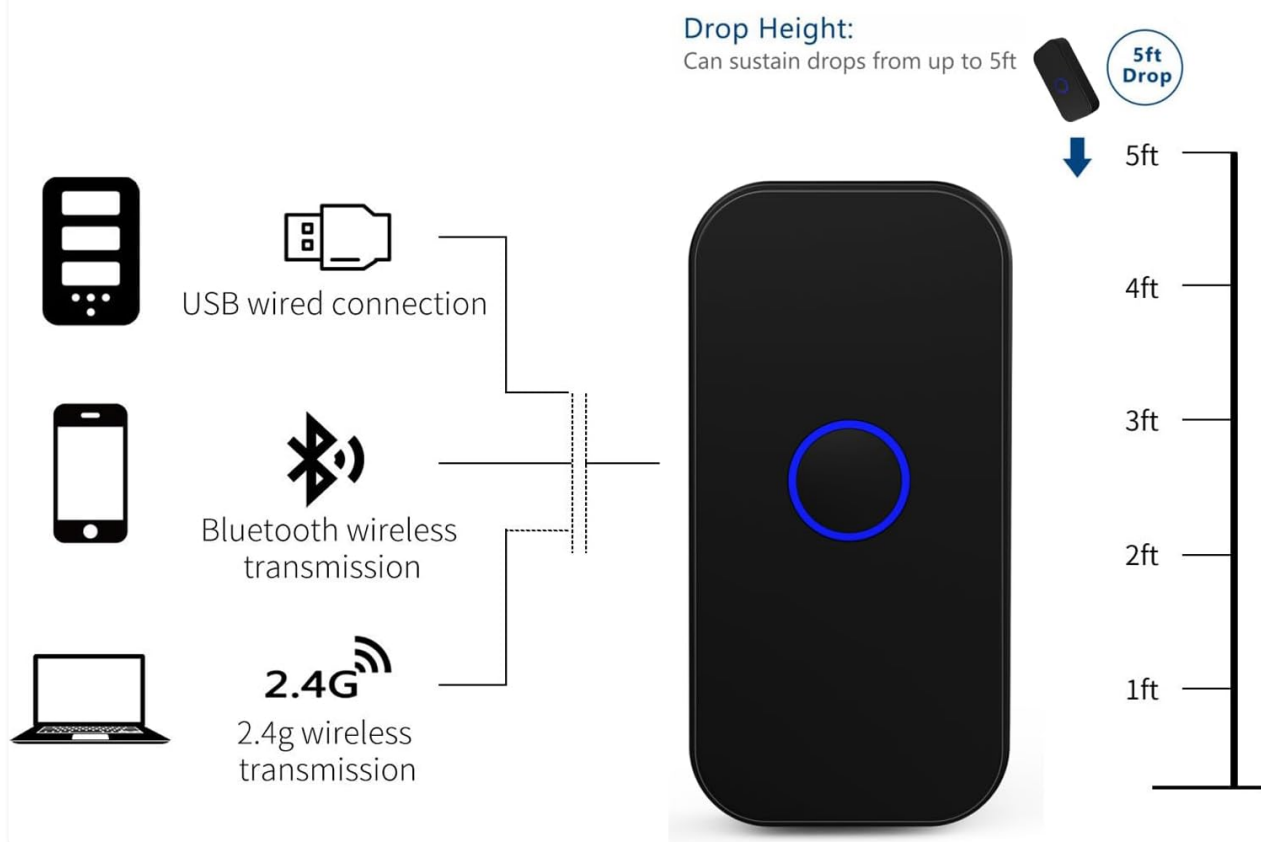 Drop Height:
Can sustain drops from up to 5ft
5ft
Drop
5ft
4ft
3ft
2ft
1ft
USB wired connection
Bluetooth wireless
transmission
2.4G
2.4g wireless
transmission